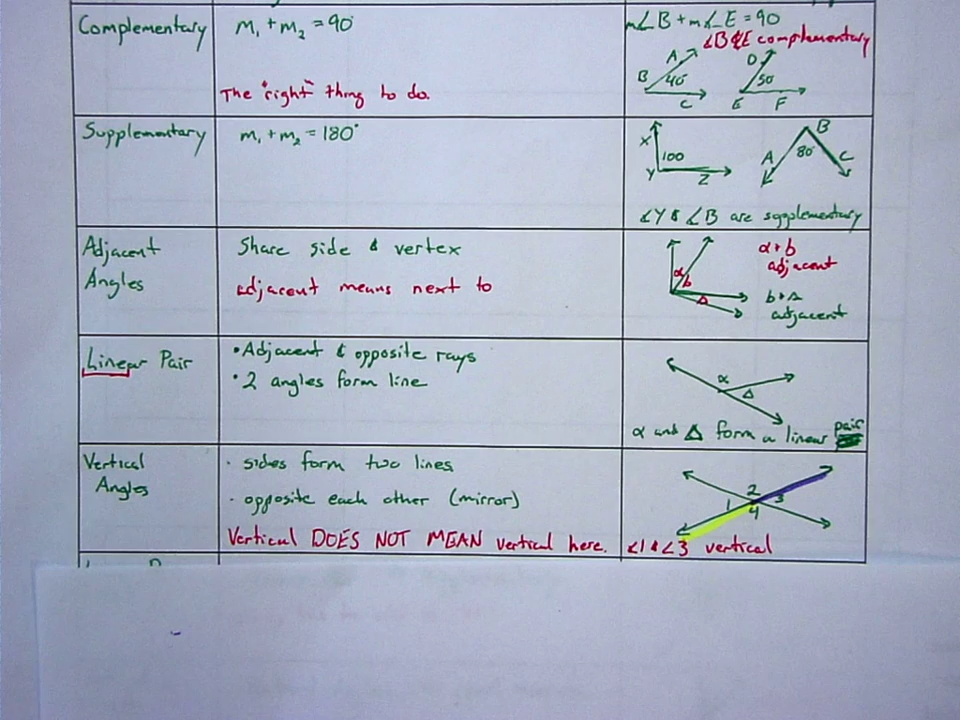 Complementary
m₁ + m₂ = 90°
The "right" thing to do.
m∠B + m∠E = 90
∠B & E complementary
A
B
40°
C
D
50°
E
F
Supplementary
m₁ + m₂ = 180°
X
100
Y
Z
B
A
80°
C
∠Y & ∠B are sgpplementary
Adjacent
Angles
Share side & vertex
adjacent means next to
α
b
Δ
α + b
adjacent
b + Δ
adjacent
Linear Pair
• Adjacent & opposite rays
• 2 angles form line
α
Δ
α and Δ form a linear pair
Vertical
Angles
· sides form two lines
· opposite each other (mirror)
Vertical DOES NOT MEAN vertical here.
2
1
3
4
∠1 & ∠3 vertical